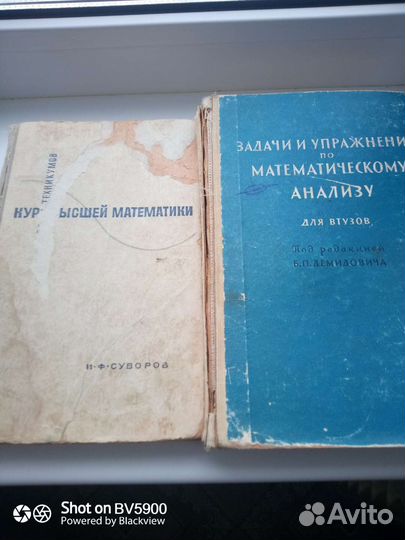 ТЕХНИКУМОВ
КУР ЫСШЕЙ МАТЕМАТИКИ
И·Ф·СУВОРОВ
ЗАДАЧИ И УПРАЖНЕНИ
ПО
МАТЕМАТИЧЕСКОМУ
АНАЛИЗУ
ДЛЯ ВТУЗОВ
Под редакцией
Б.П.ДЕМИДОВИЧА
Shot on BV5900
Powered by Blackview
Avito